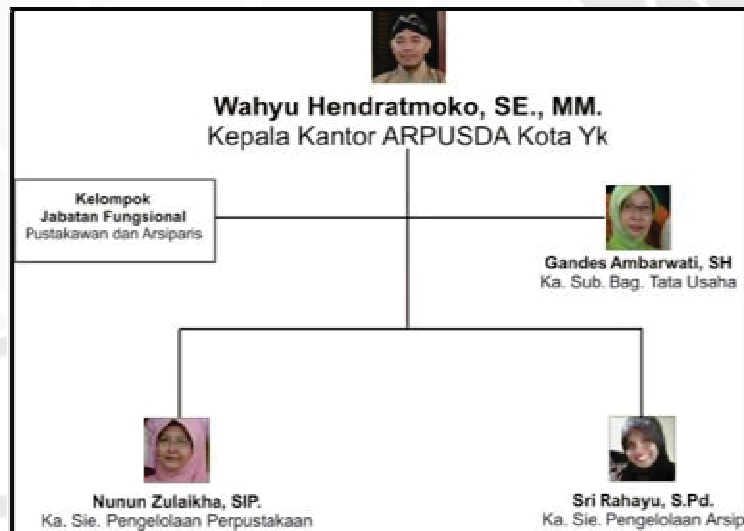 Wahyu Hendratmoko, SE., MM.
Kepala Kantor ARPUSDA Kota Yk
Kelompok
Jabatan Fungsional
Pustakawan dan Arsiparis
Gandes Ambarwati, SH
Ka. Sub. Bag. Tata Usaha
Nunun Zulaikha, SIP.
Ka. Sie. Pengelolaan Perpustakaan
Sri Rahayu, S.Pd.
Ka. Sie. Pengelolaan Arsip